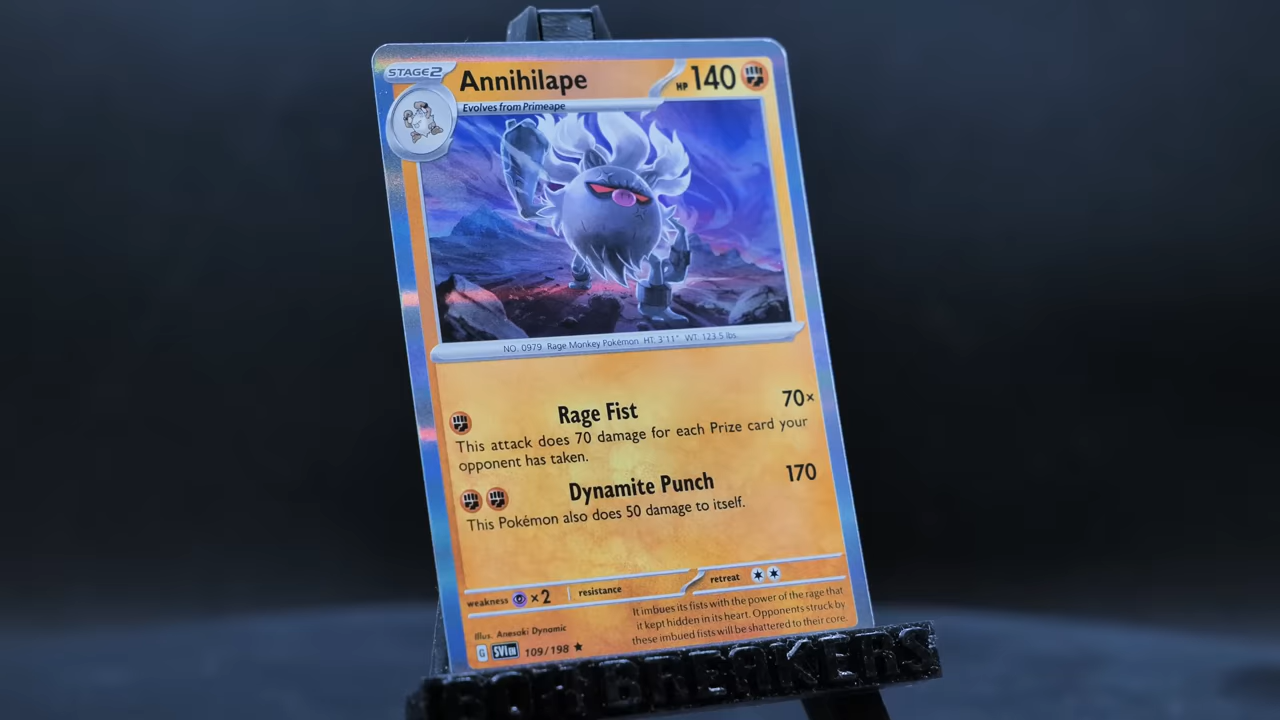 STAGE2
Annihilape
HP 140
Evolves from Primeape
NO. 0979 Rage Monkey Pokémon HT. 3'11" WT. 123.5 lbs.
Rage Fist 70×
This attack does 70 damage for each Prize card your
opponent has taken.
Dynamite Punch 170
This Pokémon also does 50 damage to itself.
weakness ×2 resistance retreat
It imbues its fists with the power of the rage that
it kept hidden in its heart. Opponents struck by
these imbued fists will be shattered to their core.
Illus. Anesaki Dynamic
G SVI EN 109/198
BOX BREAKERS